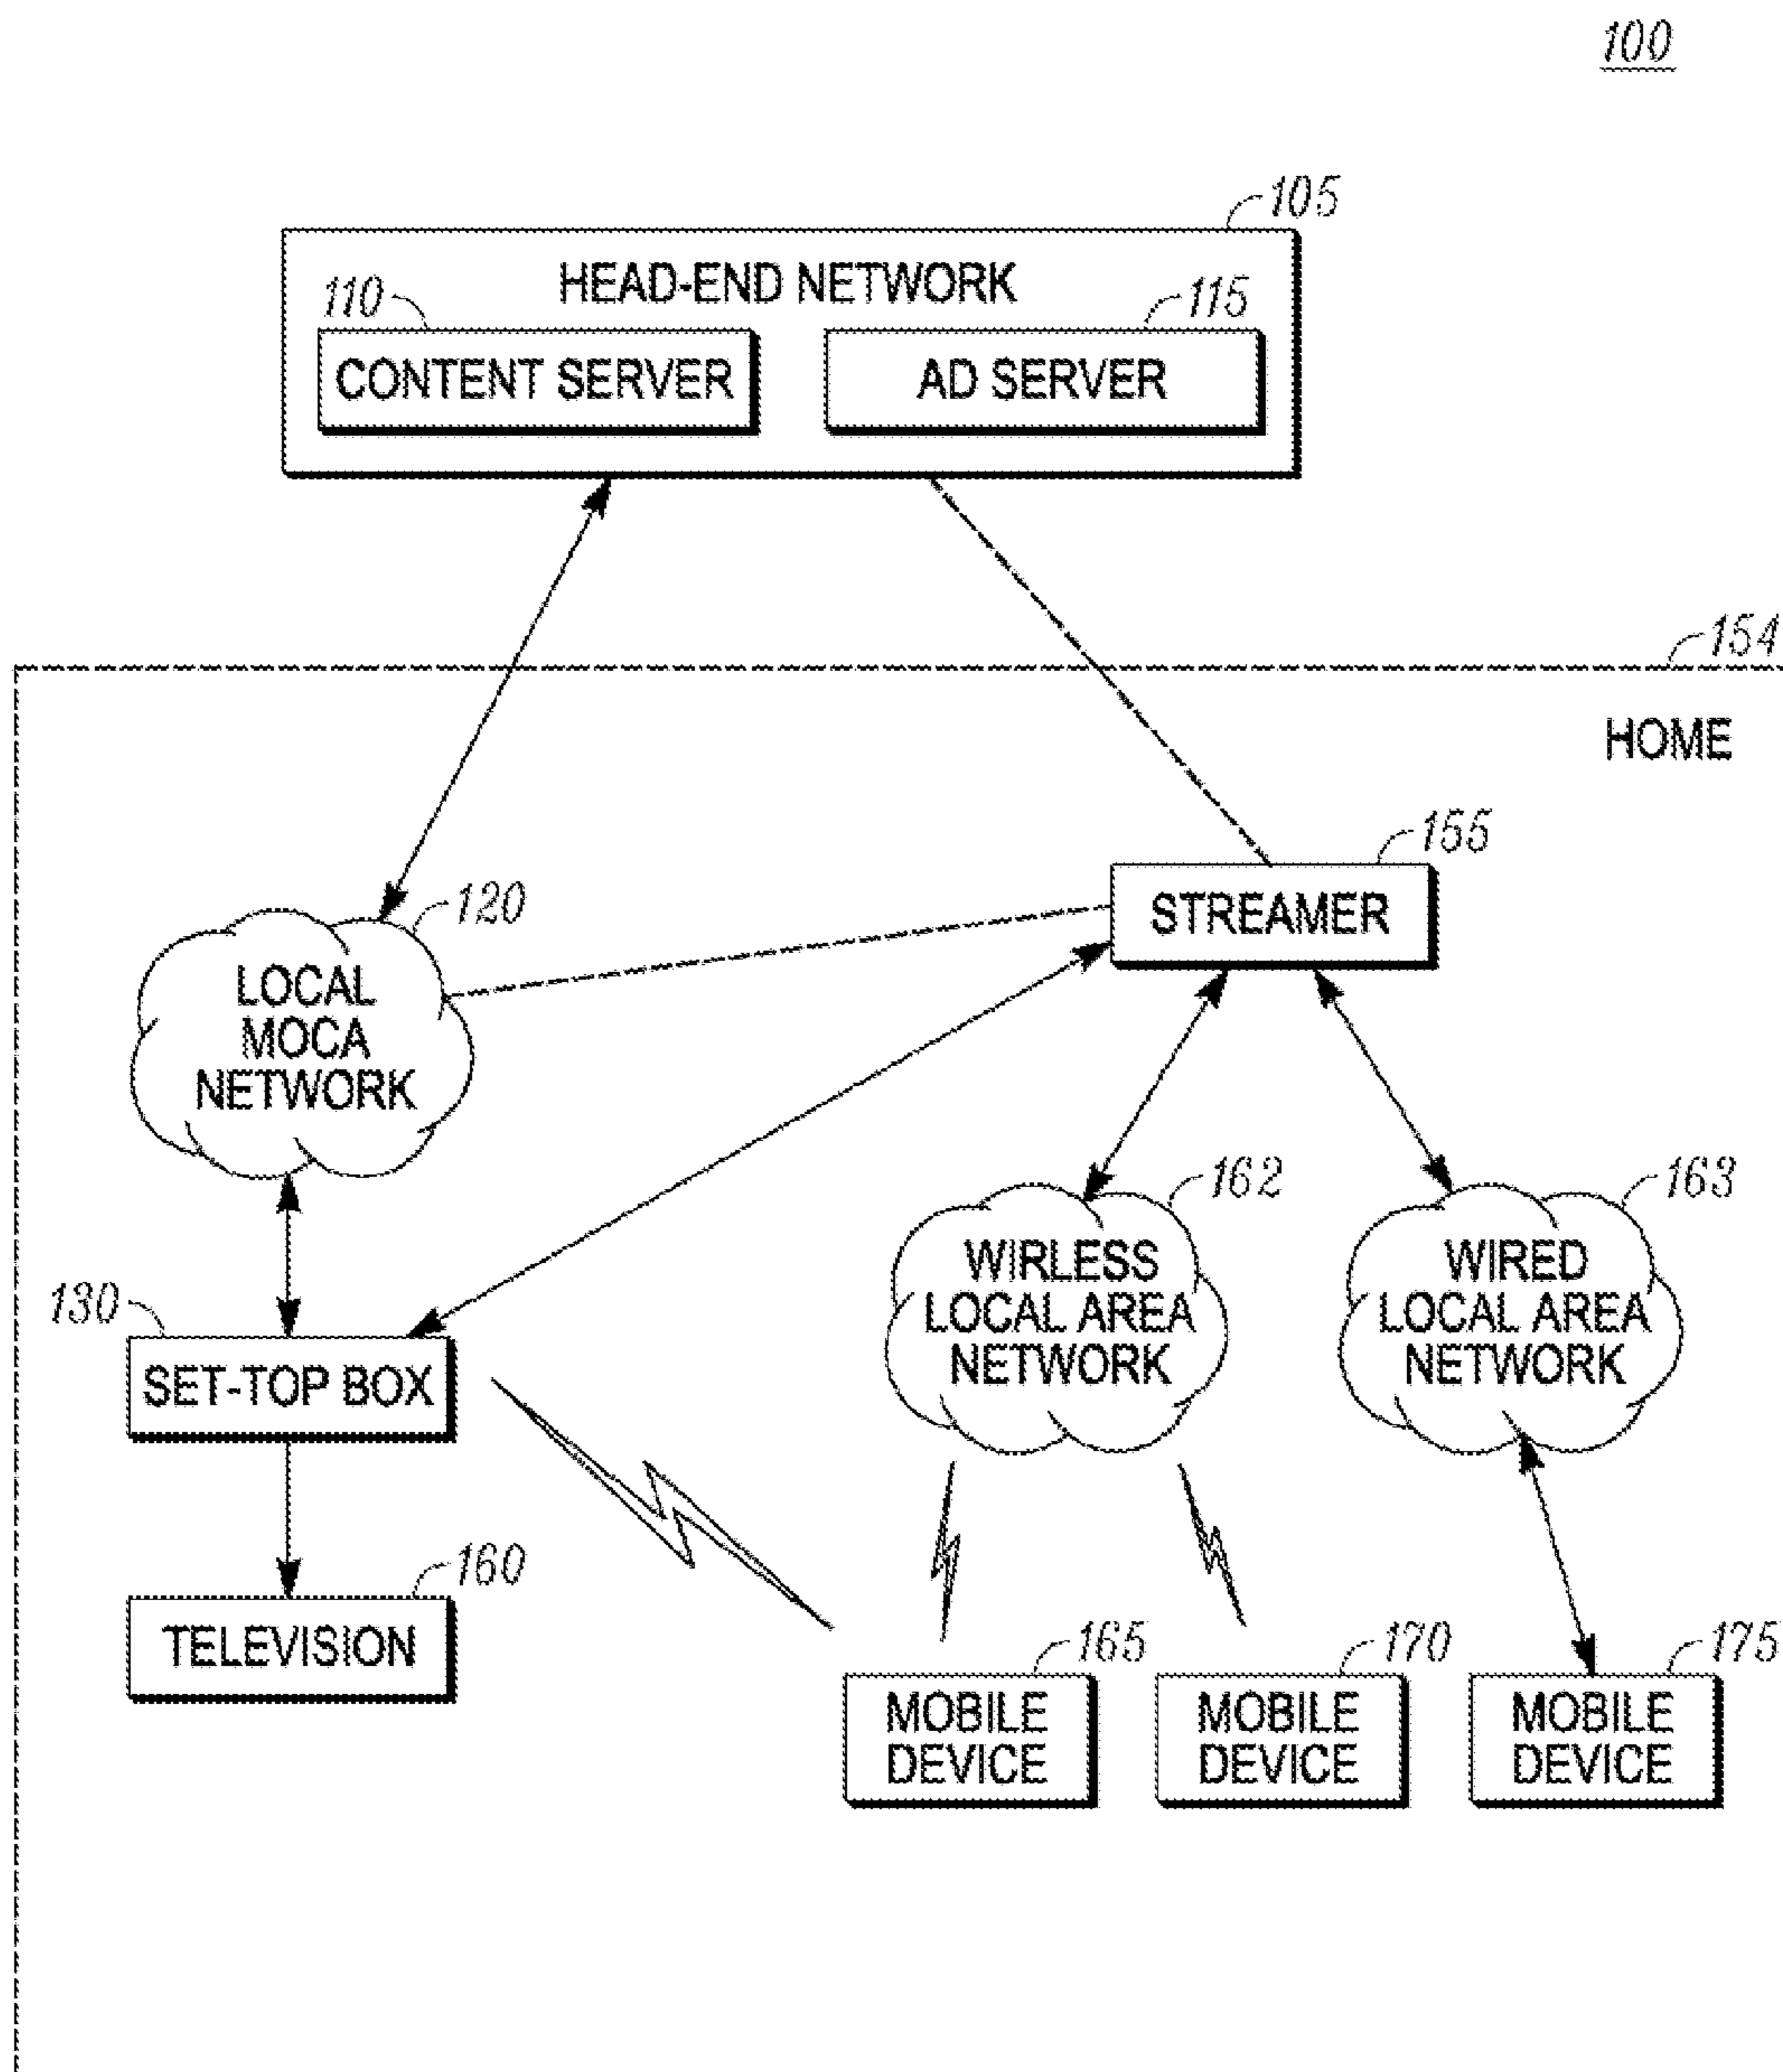 100
105
HEAD-END NETWORK
110
115
CONTENT SERVER
AD SERVER
154
HOME
155
STREAMER
120
LOCAL
MOCA
NETWORK
162
WIRLESS
LOCAL AREA
NETWORK
163
WIRED
LOCAL AREA
NETWORK
130
SET-TOP BOX
160
TELEVISION
165
MOBILE
DEVICE
170
MOBILE
DEVICE
175
MOBILE
DEVICE